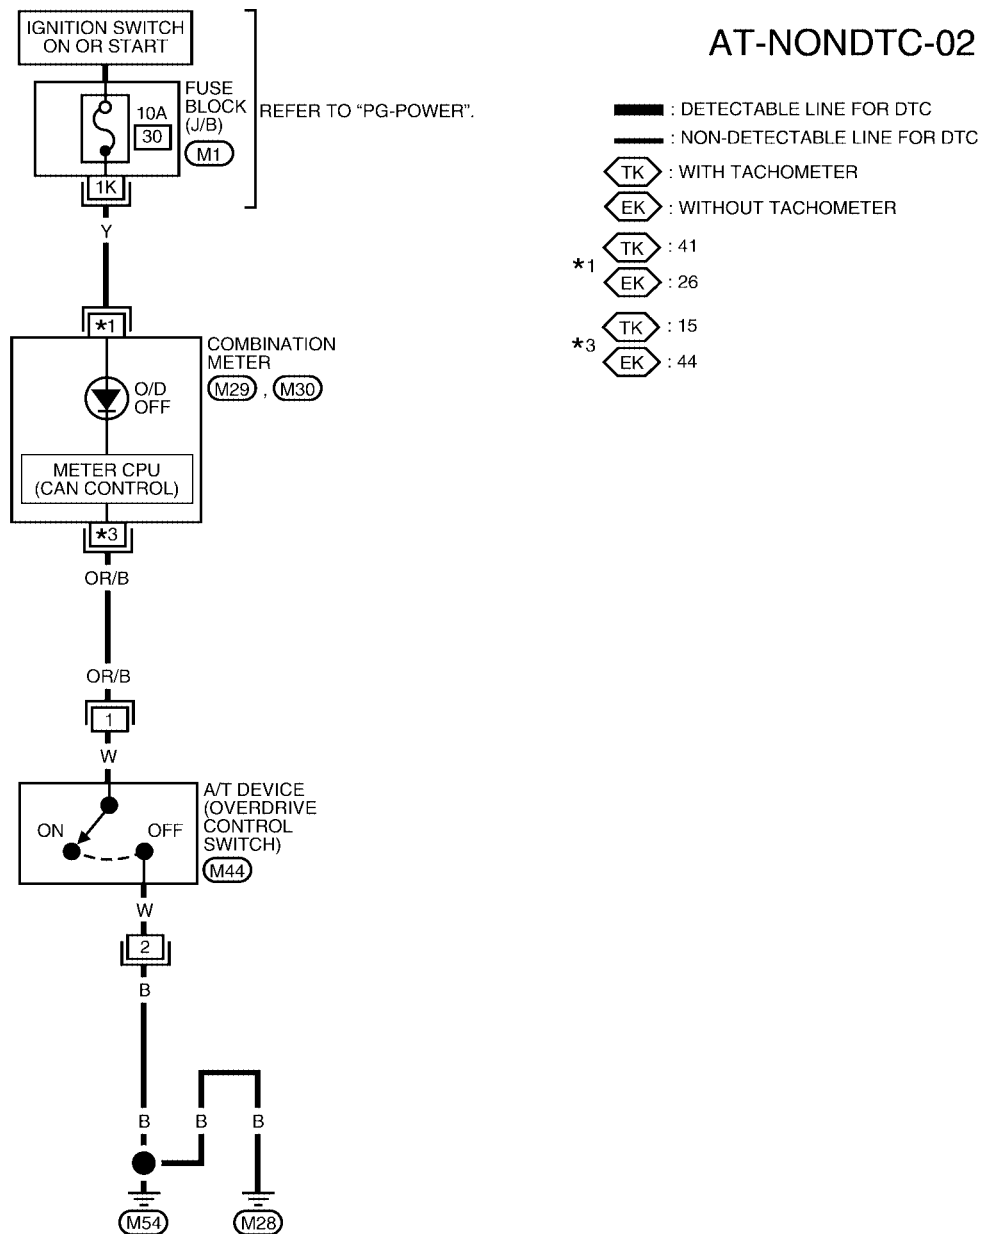 AT-NONDTC-02
IGNITION SWITCH
ON OR START
FUSE
BLOCK
(J/B)
M1
10A
30
REFER TO “PG-POWER”.
1K
Y
*1
COMBINATION
METER
M29 , M30
O/D
OFF
METER CPU
(CAN CONTROL)
*3
OR/B
OR/B
1
W
A/T DEVICE
(OVERDRIVE
CONTROL
SWITCH)
M44
ON
OFF
W
2
B
B
B
B
M54
M28
: DETECTABLE LINE FOR DTC
: NON-DETECTABLE LINE FOR DTC
TK : WITH TACHOMETER
EK : WITHOUT TACHOMETER
*1
TK : 41
EK : 26
*3
TK : 15
EK : 44